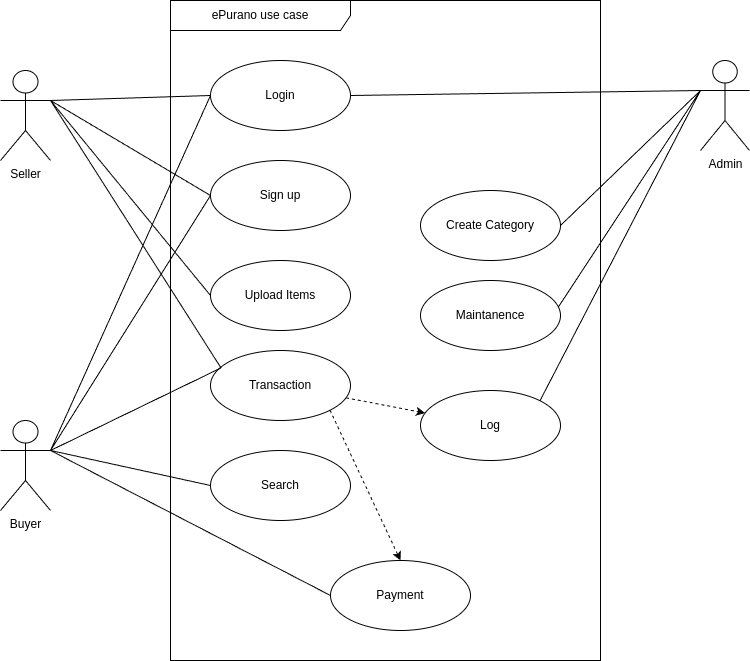 ePurano use case
Login
Seller
Admin
Sign up
Create Category
Upload Items
Maintanence
Transaction
Log
Search
Buyer
Payment